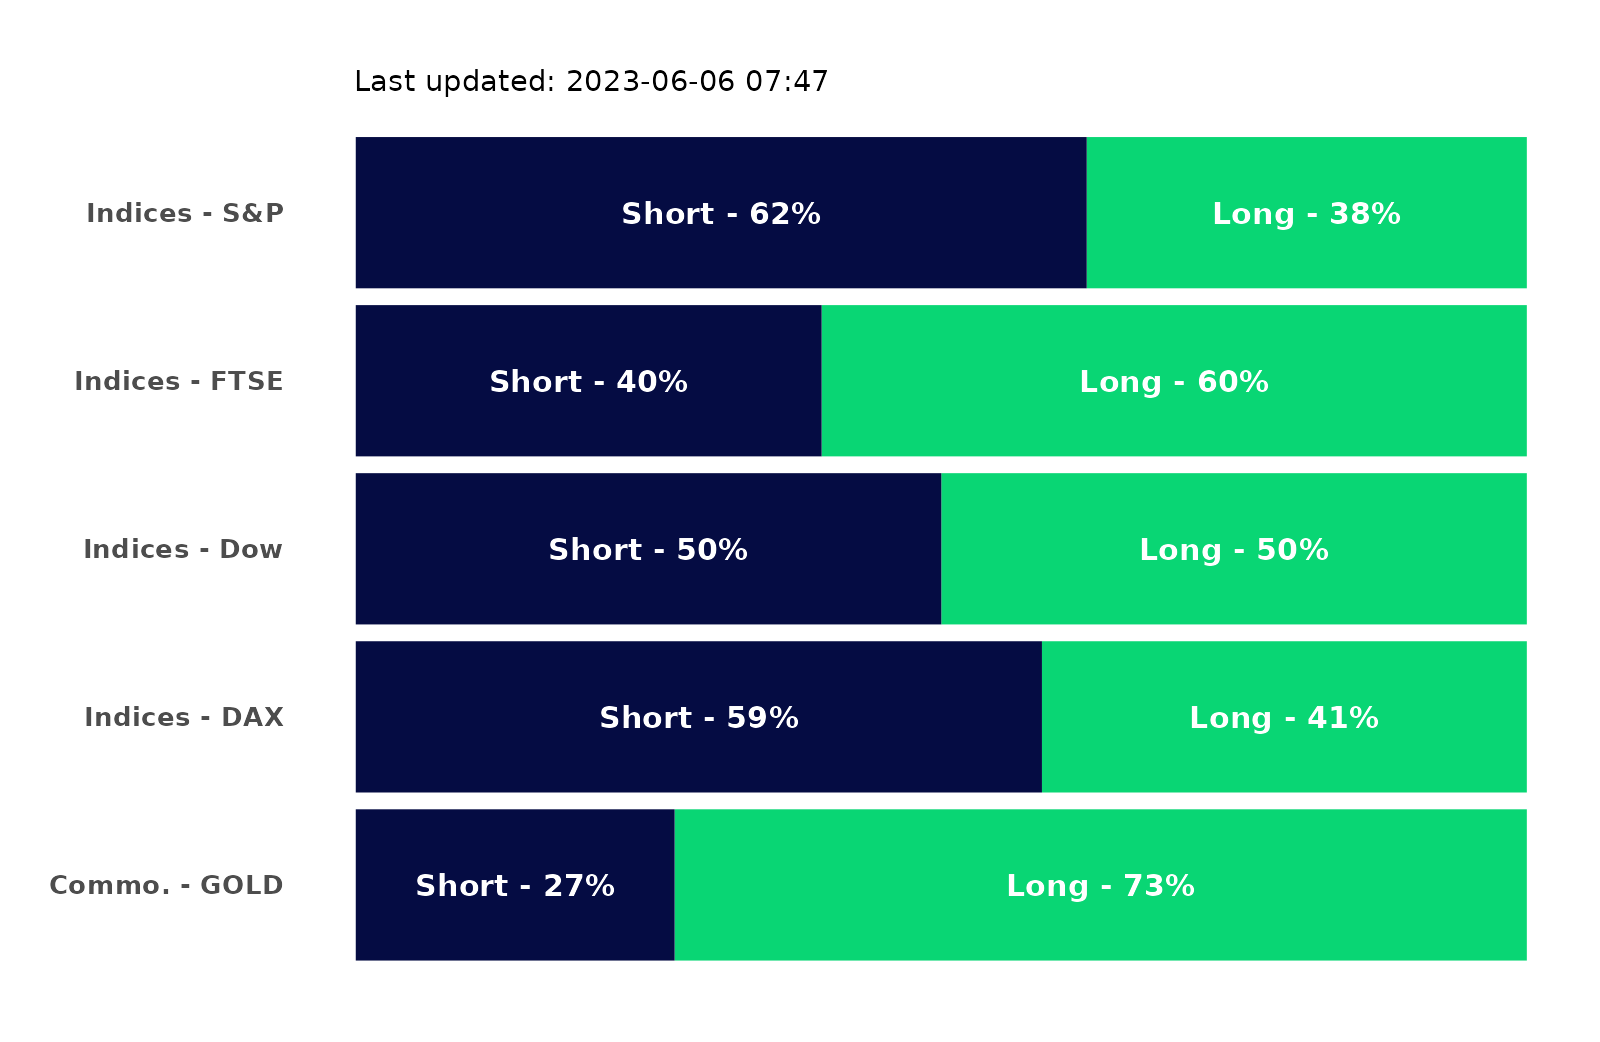 Last updated: 2023-06-06 07:47
Indices - S&P Short - 62% Long - 38%
Indices - FTSE Short - 40% Long - 60%
Indices - Dow Short - 50% Long - 50%
Indices - DAX Short - 59% Long - 41%
Commo. - GOLD Short - 27% Long - 73%